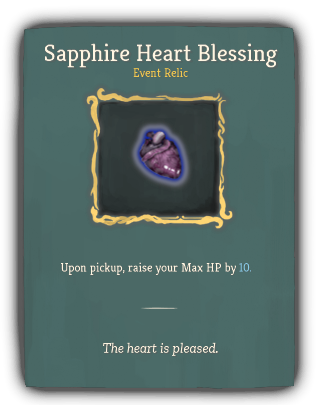 Sapphire Heart Blessing
Event Relic
Upon pickup, raise your Max HP by 10.
The heart is pleased.